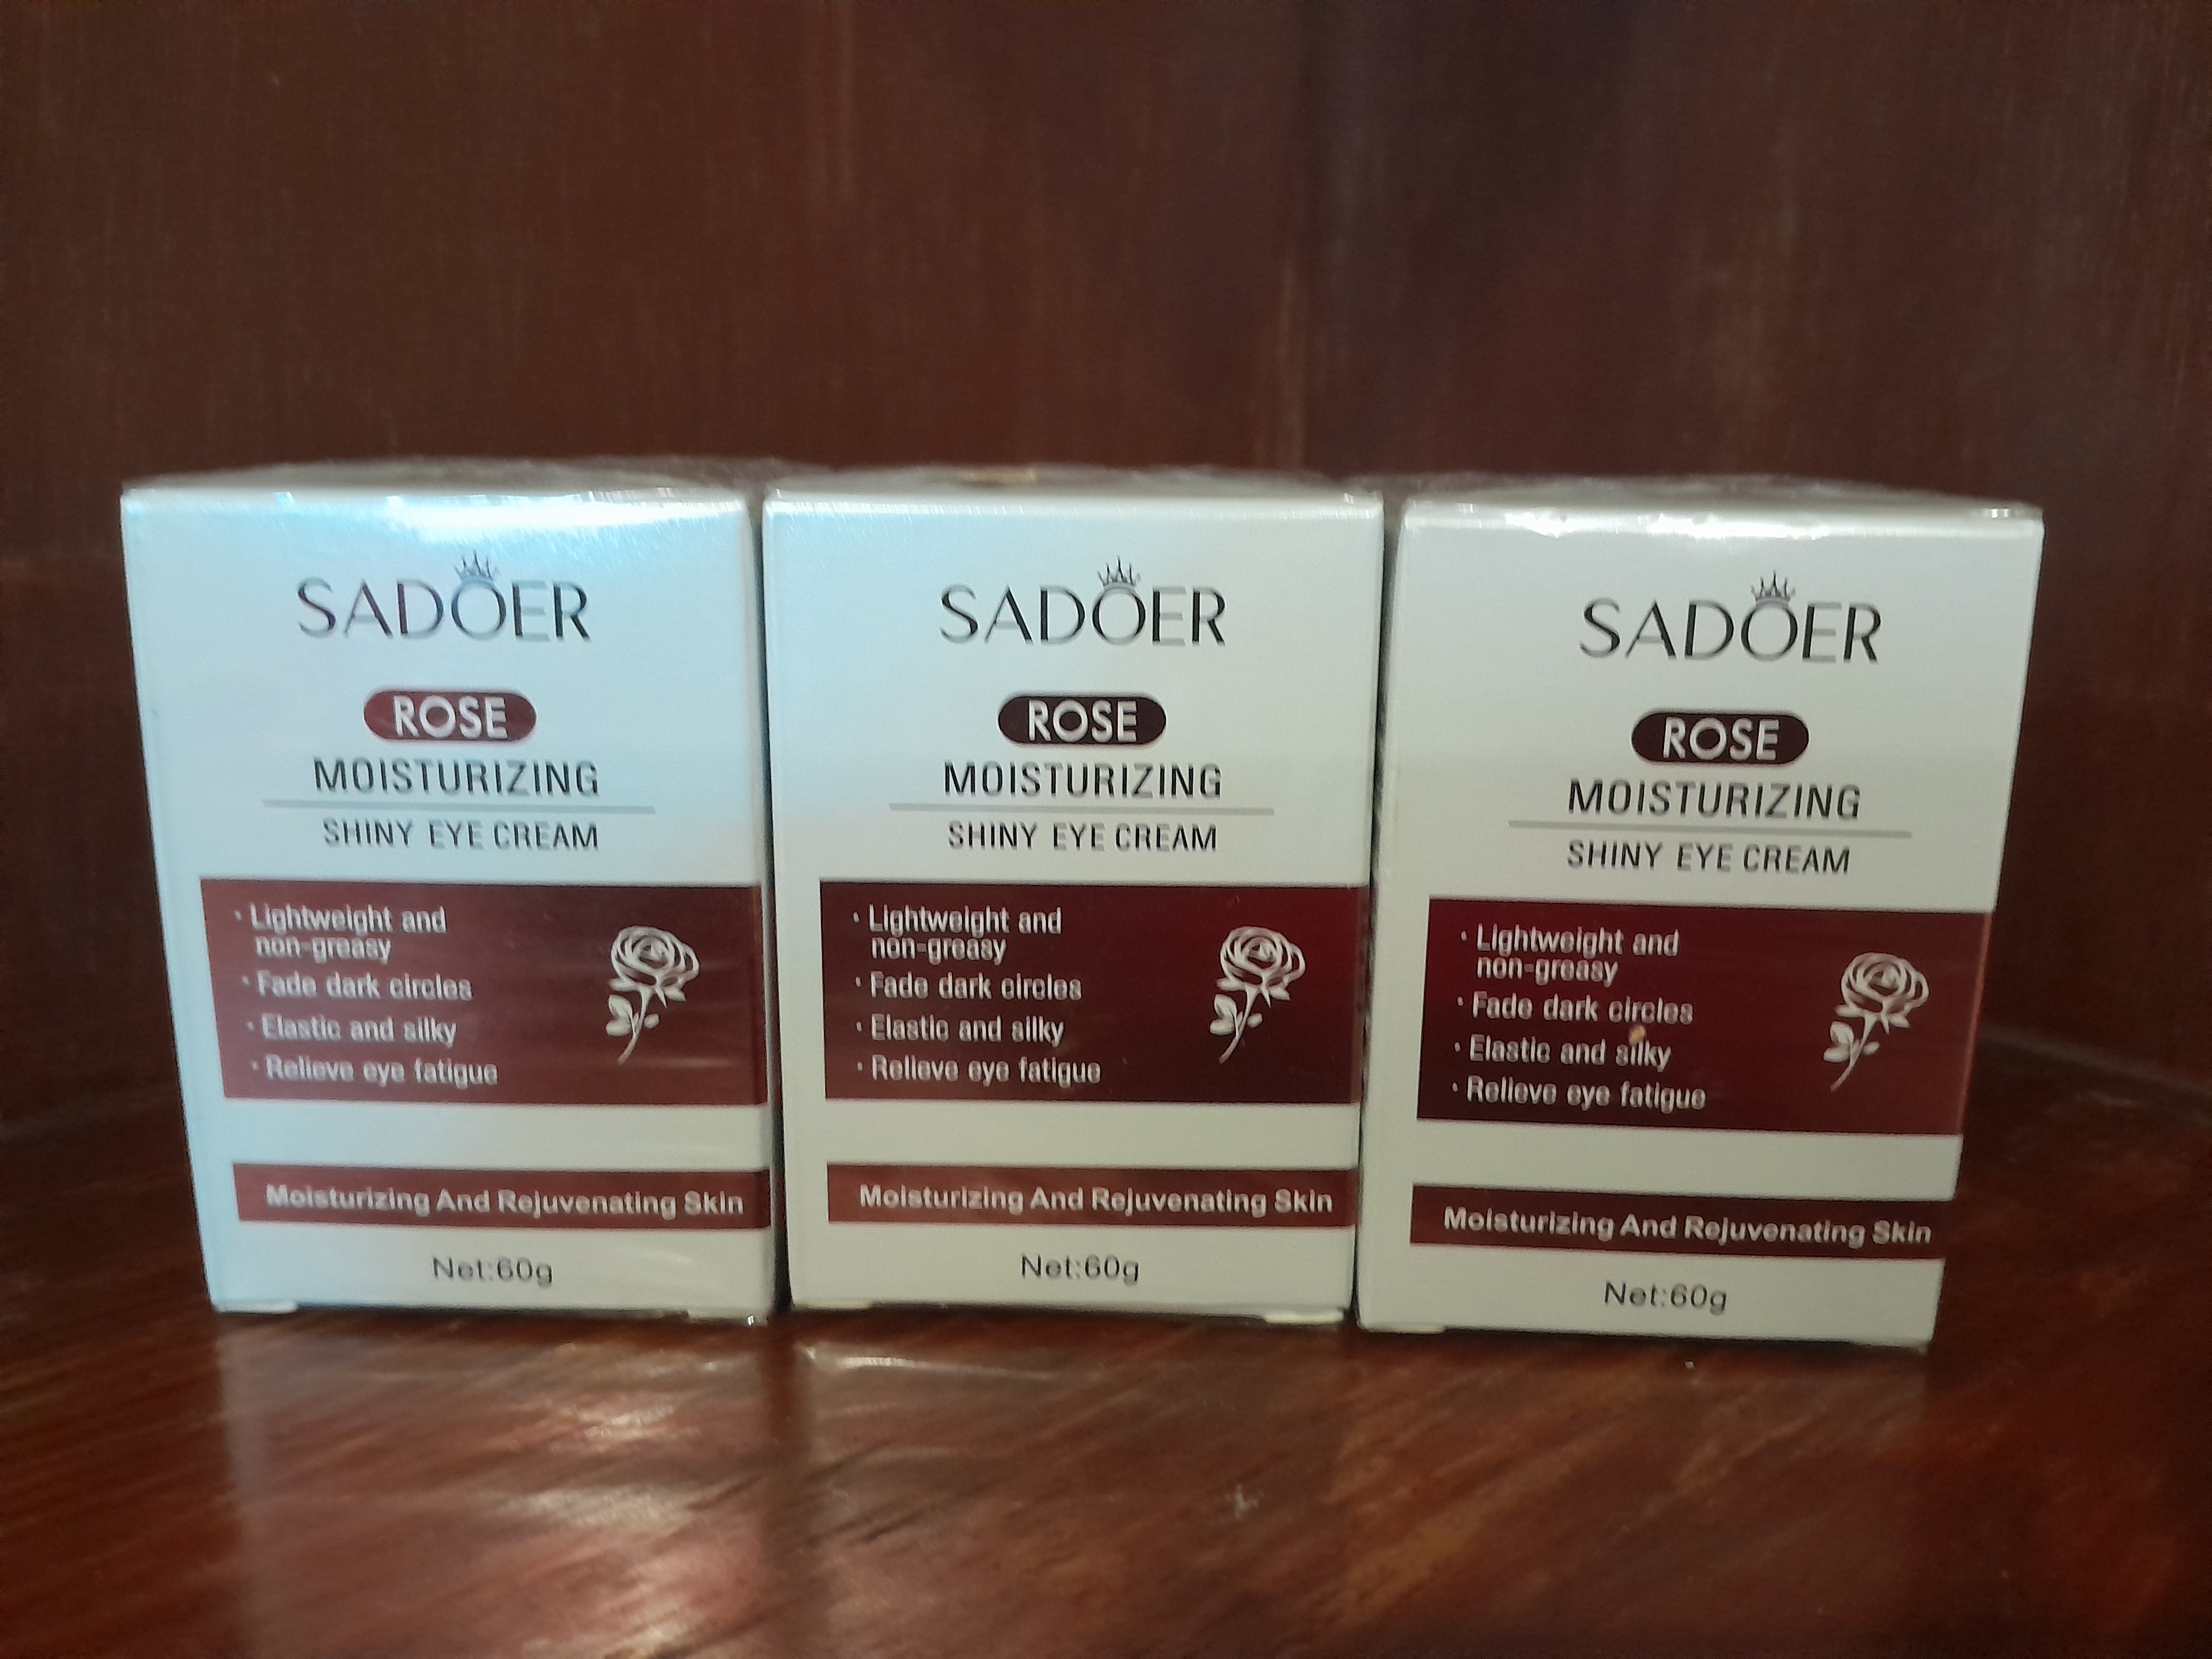 SADOER
ROSE
MOISTURIZING
SHINY EYE CREAM
· Lightweight and
non-greasy
· Fade dark circles
· Elastic and silky
· Relieve eye fatigue
Moisturizing And Rejuvenating Skin
Net:60g
SADOER
ROSE
MOISTURIZING
SHINY EYE CREAM
· Lightweight and
non-greasy
· Fade dark circles
· Elastic and silky
· Relieve eye fatigue
Moisturizing And Rejuvenating Skin
Net:60g
SADOER
ROSE
MOISTURIZING
SHINY EYE CREAM
· Lightweight and
non-greasy
· Fade dark circles
· Elastic and silky
· Relieve eye fatigue
Moisturizing And Rejuvenating Skin
Net:60g